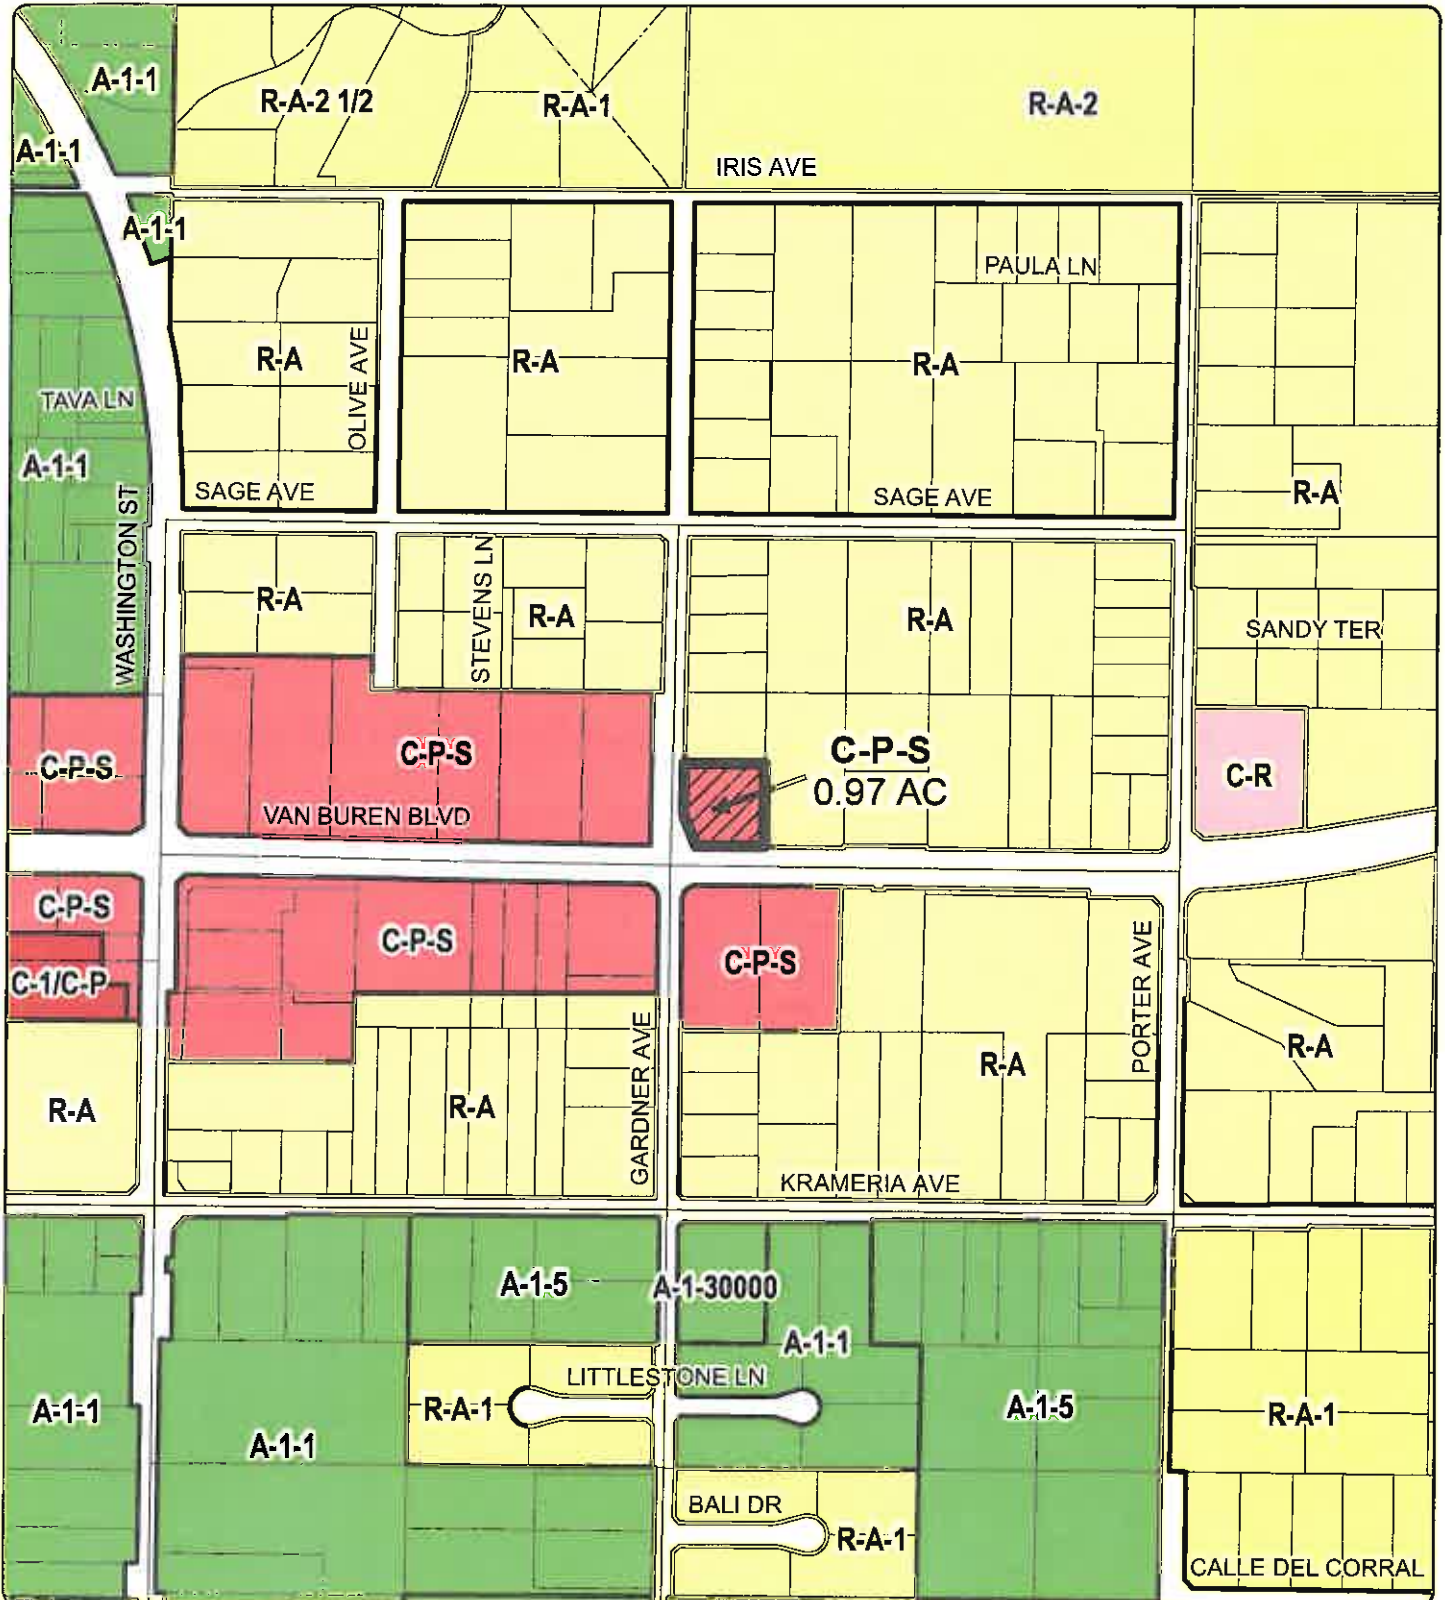 A-1-1
R-A-2 1/2
R-A-1
R-A-2
A-1-1
IRIS AVE
A-1-1
PAULA LN
R-A
OLIVE AVE
R-A
R-A
TAVA LN
A-1-1
SAGE AVE
SAGE AVE
R-A
WASHINGTON ST
R-A
STEVENS LN
R-A
R-A
SANDY TER
C-P-S
C-P-S
C-P-S
0.97 AC
C-R
VAN BUREN BLVD
C-P-S
C-P-S
C-P-S
C-1/C-P
PORTER AVE
R-A
R-A
R-A
R-A
GARDNER AVE
KRAMERIA AVE
A-1-5
A-1-30000
A-1-1
LITTLESTONE LN
A-1-1
R-A-1
A-1-5
R-A-1
A-1-1
BALI DR
R-A-1
CALLE DEL CORRAL